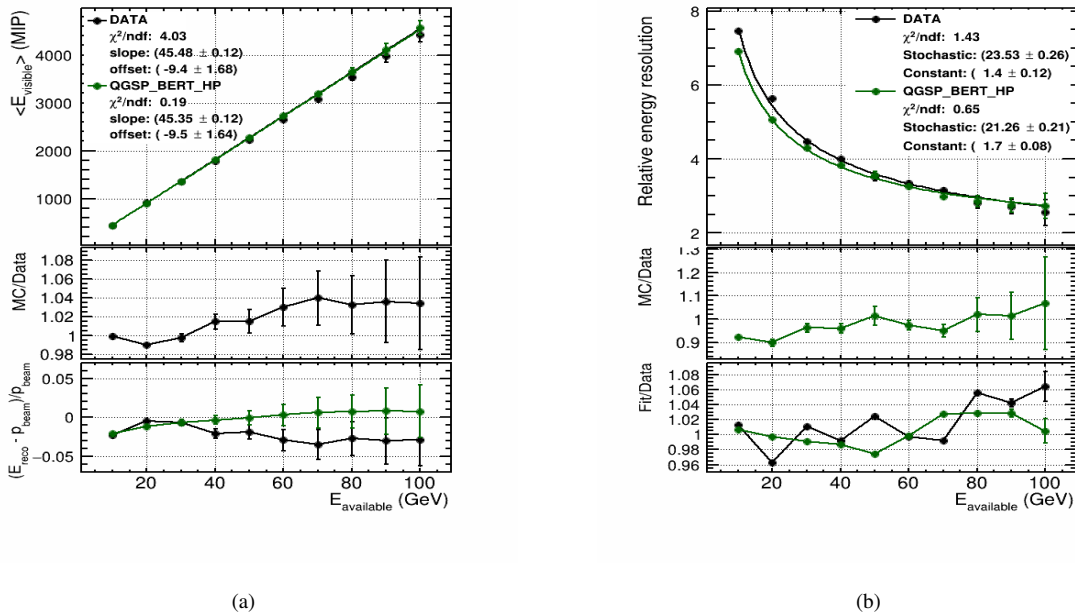 <E_visible> (MIP)
4000
3000
2000
1000
DATA
χ²/ndf: 4.03
slope: (45.48 ± 0.12)
offset: ( -9.4 ± 1.68)
QGSP_BERT_HP
χ²/ndf: 0.19
slope: (45.35 ± 0.12)
offset: ( -9.5 ± 1.64)
MC/Data
1.08
1.06
1.04
1.02
1
0.98
(E_reco - p_beam)/p_beam
0.05
0
−0.05
20 40 60 80 100
E_available (GeV)
(a)
Relative energy resolution
8
6
4
2
DATA
χ²/ndf: 1.43
Stochastic: (23.53 ± 0.26)
Constant: ( 1.4 ± 0.12)
QGSP_BERT_HP
χ²/ndf: 0.65
Stochastic: (21.26 ± 0.21)
Constant: ( 1.7 ± 0.08)
MC/Data
1.3
1.2
1.1
1
0.9
Fit/Data
1.08
1.06
1.04
1.02
1
0.98
0.96
20 40 60 80 100
E_available (GeV)
(b)